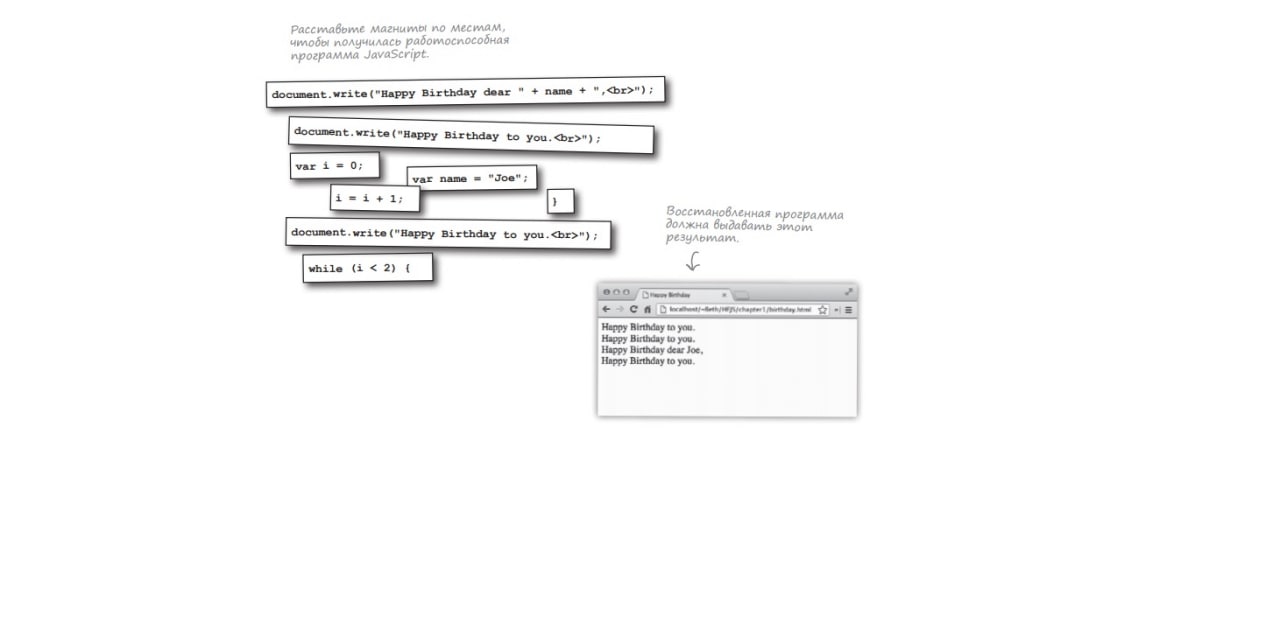 Расставьте магниты по местам,
чтобы получилась работоспособная
программа JavaScript.
document.write("Happy Birthday dear " + name + ",<br>");
document.write("Happy Birthday to you.<br>");
var i = 0;
var name = "Joe";
i = i + 1;
}
document.write("Happy Birthday to you.<br>");
while (i < 2) {
Восстановленная программа
должна выдавать этот
результат.
Happy Birthday
localhost/~Beth/HFJS/chapter1/birthday.html
Happy Birthday to you.
Happy Birthday to you.
Happy Birthday dear Joe,
Happy Birthday to you.